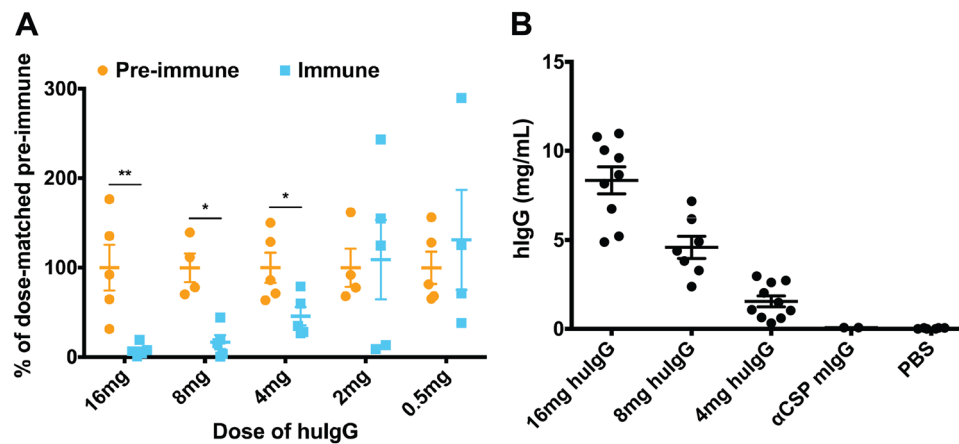 A
% of dose-matched pre-immune
Pre-immune
Immune
300
200
100
0
**
*
*
16mg
8mg
4mg
2mg
0.5mg
Dose of huIgG
B
hIgG (mg/mL)
15
10
5
0
16mg huIgG
8mg huIgG
4mg huIgG
αCSP mIgG
PBS